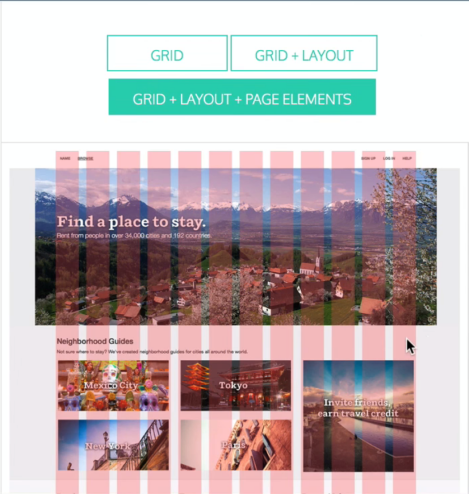 GRID
GRID + LAYOUT
GRID + LAYOUT + PAGE ELEMENTS
NAME BROWSE SIGN UP LOG IN HELP
Find a place to stay.
Rent from people in over 34,000 cities and 192 countries.
Neighborhood Guides
Not sure where to stay? We've created neighborhood guides for cities all around the world.
Mexico City
Tokyo
Invite friends,
earn travel credit
New York
Paris